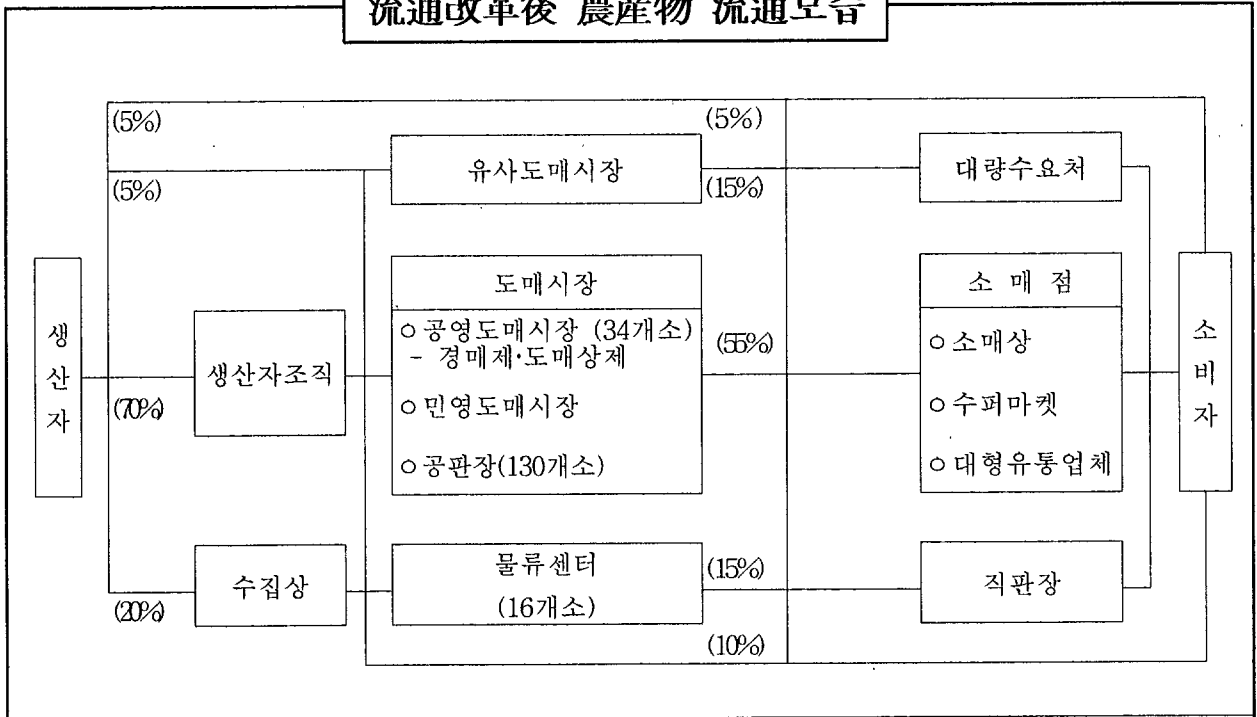 流通改革後 農産物 流通모습
(5%)
(5%)
유사도매시장
대량수요처
(5%)
(15%)
생산자
도매시장
소 매 점
소비자
○ 공영도매시장 (34개소)
- 경매제·도매상제
(55%)
○ 소매상
생산자조직
(70%)
○ 민영도매시장
○ 수퍼마켓
○ 공판장(130개소)
○ 대형유통업체
수집상
(20%)
물류센터
(16개소)
(15%)
직판장
(10%)